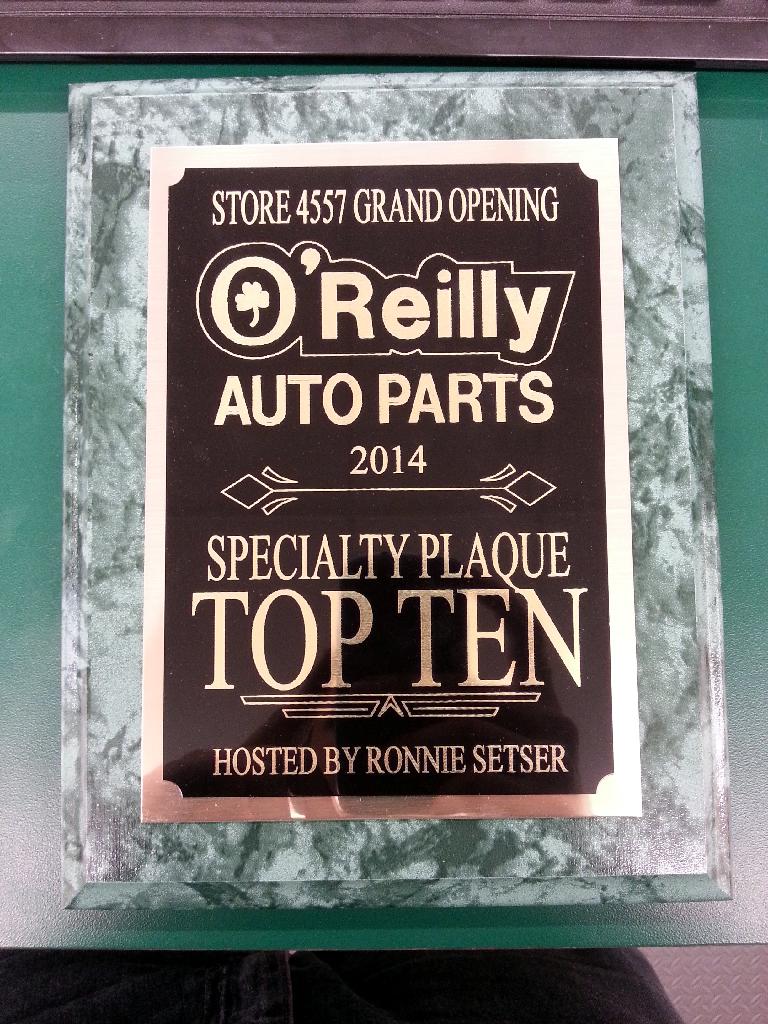 STORE 4557 GRAND OPENING
O'Reilly
AUTO PARTS
2014
SPECIALTY PLAQUE
TOP TEN
HOSTED BY RONNIE SETSER